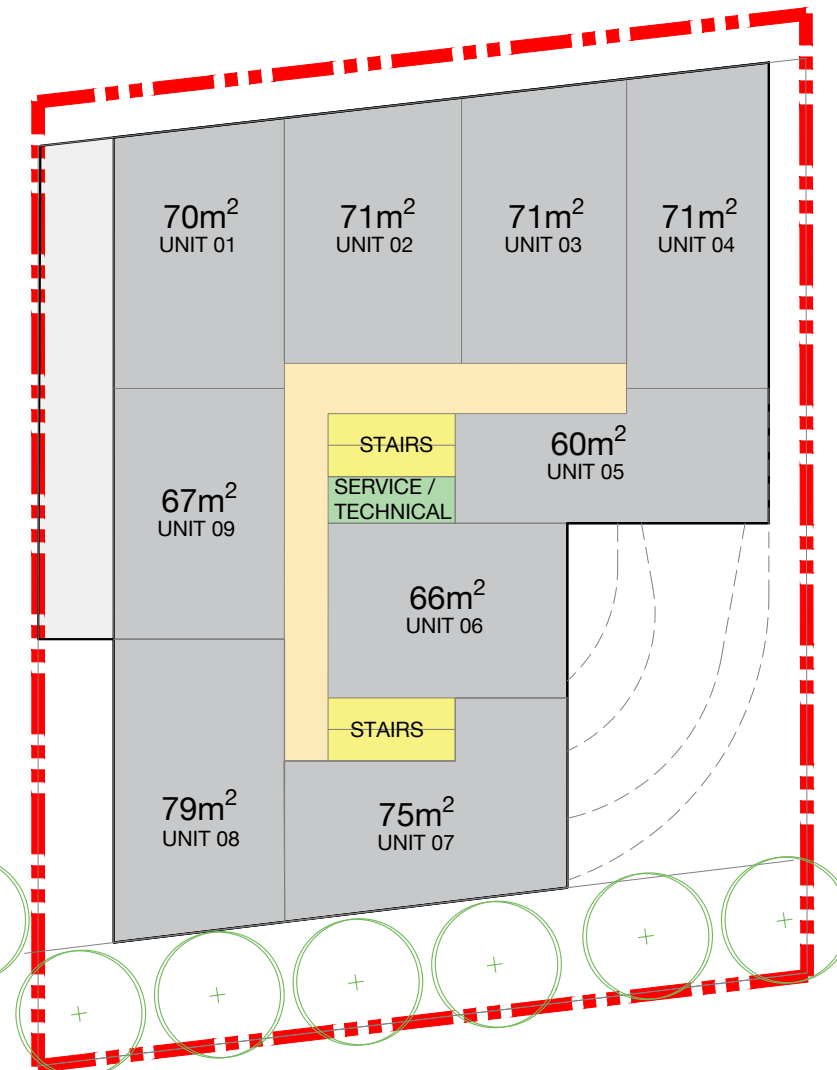 70m²
UNIT 01
71m²
UNIT 02
71m²
UNIT 03
71m²
UNIT 04
STAIRS
60m²
UNIT 05
SERVICE /
TECHNICAL
67m²
UNIT 09
66m²
UNIT 06
STAIRS
79m²
UNIT 08
75m²
UNIT 07